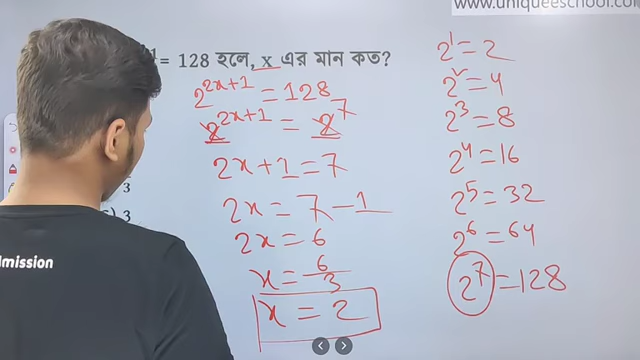 www.uniqueeschool.com
= 128 হলে, x এর মান কত?
2^{2x+1} = 128
2^{2x+1} = 2^7
2x + 1 = 7
2x = 7 - 1
2x = 6
x = 6/3
x = 2
2^1 = 2
2^2 = 4
2^3 = 8
2^4 = 16
2^5 = 32
2^6 = 64
2^7 = 128
3
3
dmission